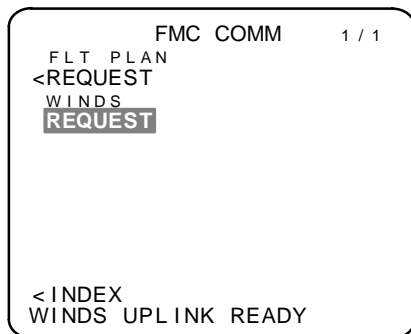 FMC COMM 1 / 1
FLT PLAN
<REQUEST
WINDS
REQUEST
<INDEX
WINDS UPLINK READY